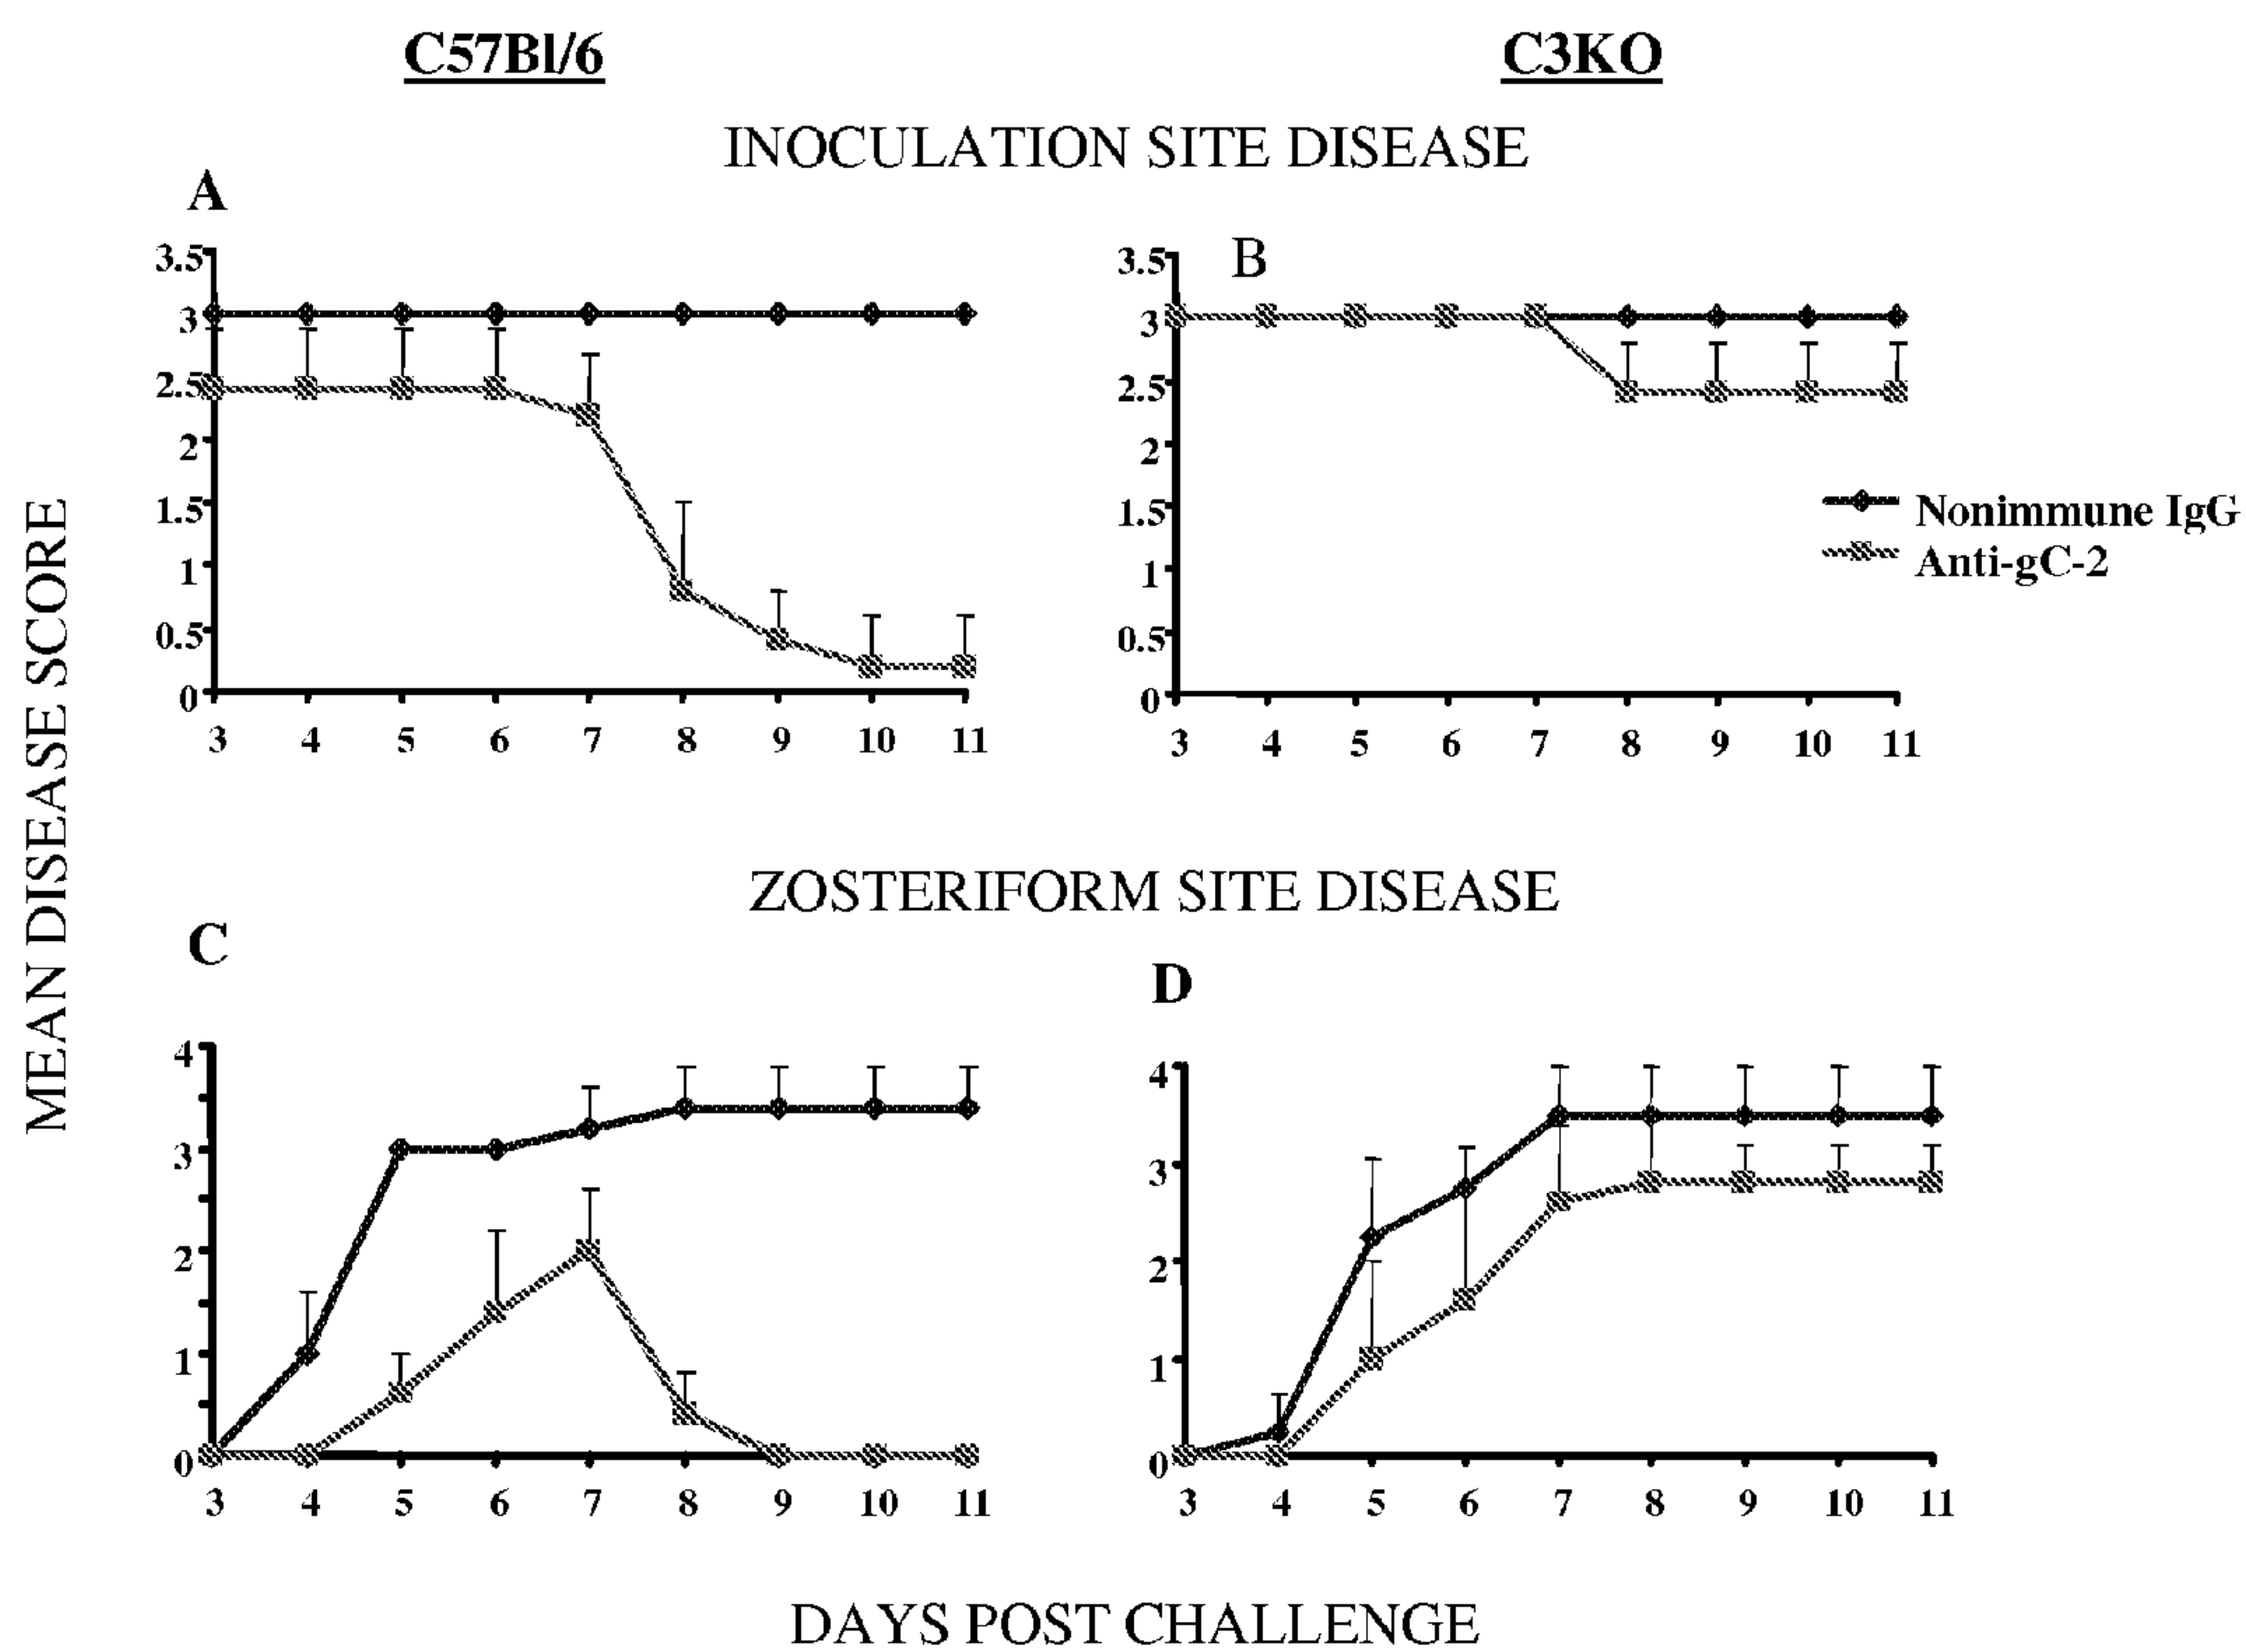 C57Bl/6 C3KO
INOCULATION SITE DISEASE
A
3.5
3
2.5
2
1.5
1
0.5
0
3 4 5 6 7 8 9 10 11
B
3.5
3
2.5
2
1.5
1
0.5
0
3 4 5 6 7 8 9 10 11
Nonimmune IgG
Anti-gC-2
MEAN DISEASE SCORE
ZOSTERIFORM SITE DISEASE
C
4
3
2
1
0
3 4 5 6 7 8 9 10 11
D
4
3
2
1
0
3 4 5 6 7 8 9 10 11
DAYS POST CHALLENGE